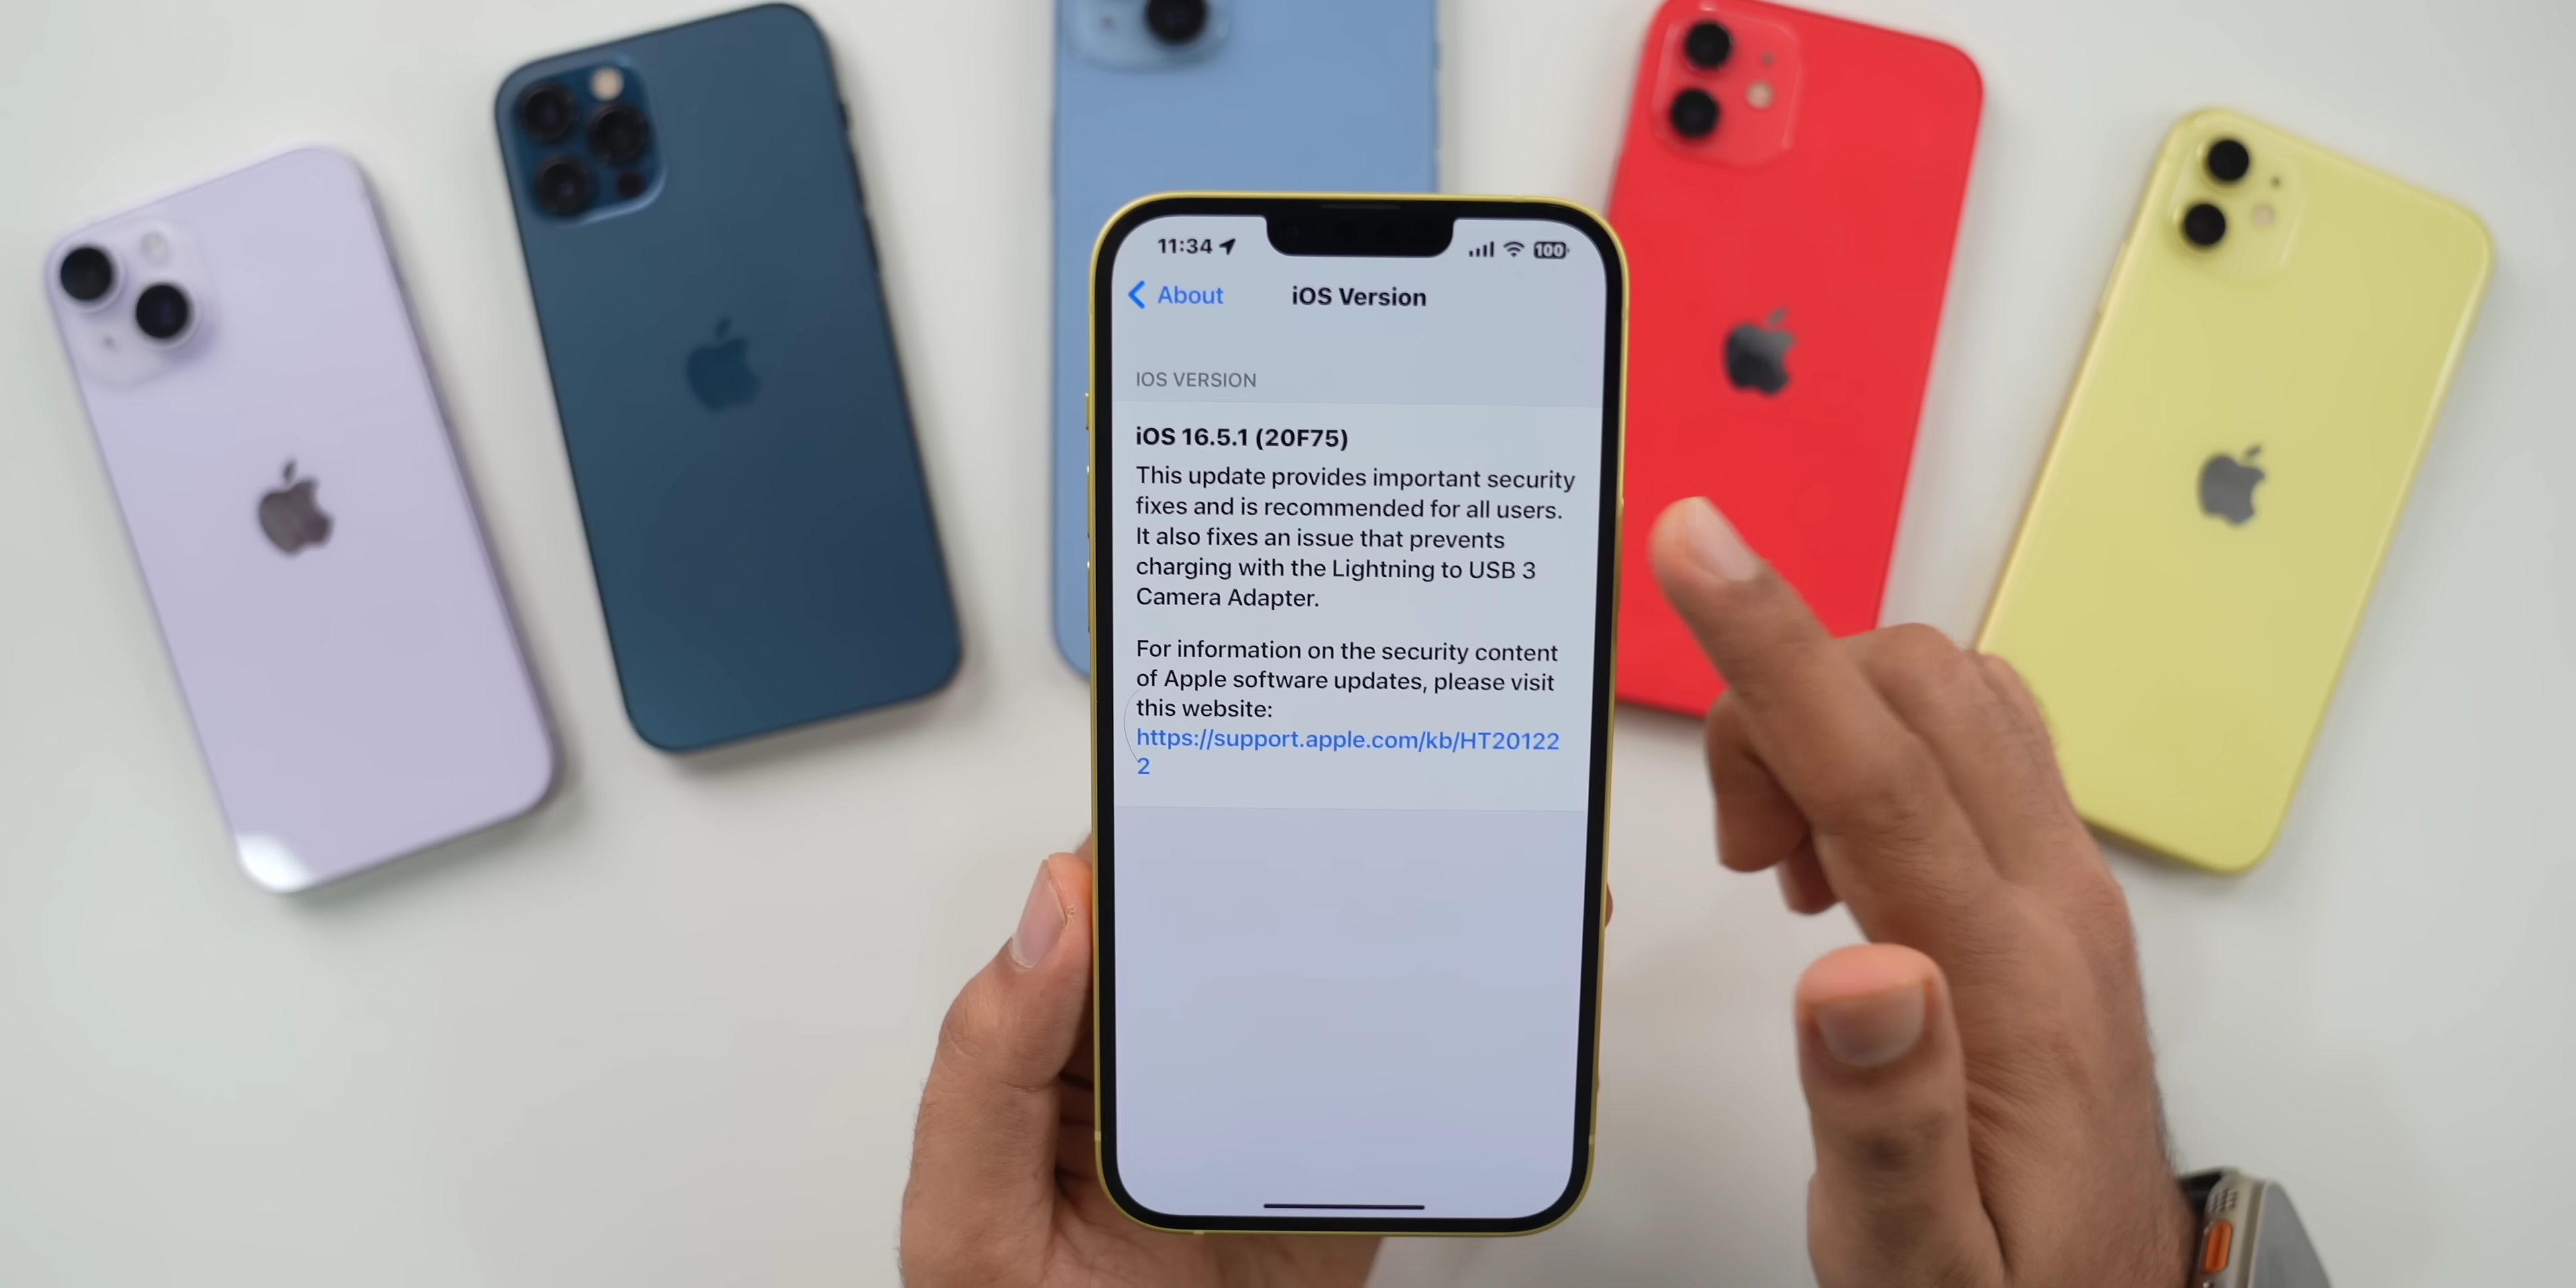 11:34
100
About
iOS Version
IOS VERSION
iOS 16.5.1 (20F75)
This update provides important security
fixes and is recommended for all users.
It also fixes an issue that prevents
charging with the Lightning to USB 3
Camera Adapter.
For information on the security content
of Apple software updates, please visit
this website:
https://support.apple.com/kb/HT20122
2